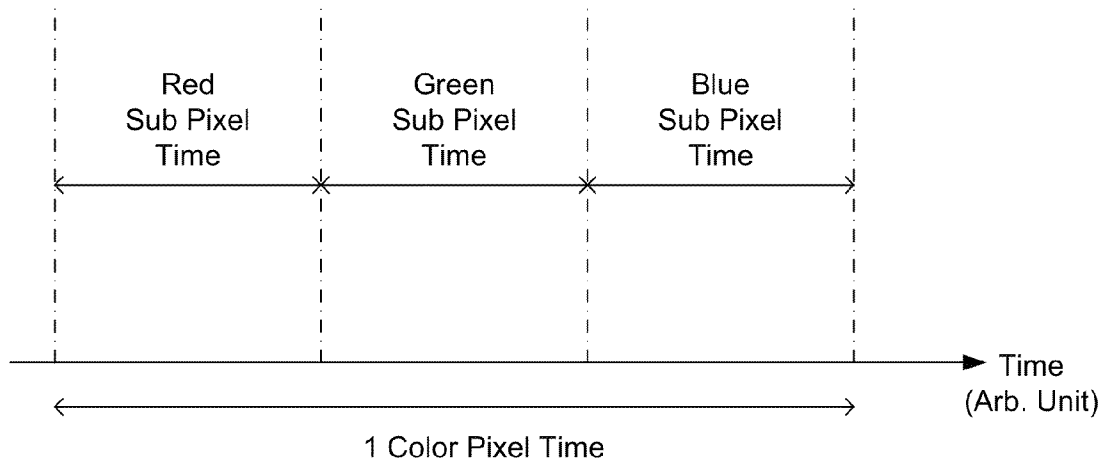 Red
Sub Pixel
Time
Green
Sub Pixel
Time
Blue
Sub Pixel
Time
Time
(Arb. Unit)
1 Color Pixel Time